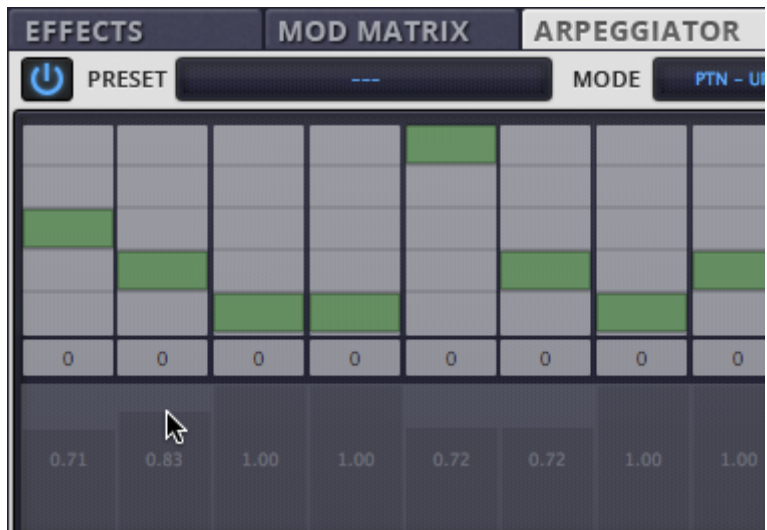 EFFECTS MOD MATRIX ARPEGGIATOR
PRESET --- MODE PTN - UP
0 0 0 0 0 0 0 0
0.71 0.83 1.00 1.00 0.72 0.72 1.00 1.00